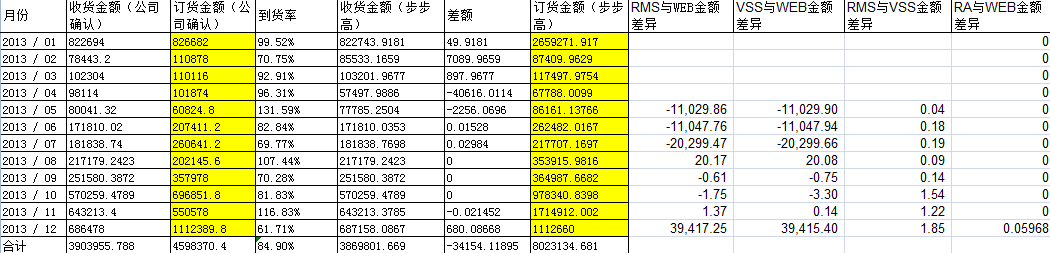 月份 收货金额（公司确认） 订货金额（公司确认） 到货率 收货金额（步步高） 差额 订货金额（步步高） RMS与WEB金额差异 VSS与WEB金额差异 RMS与VSS金额差异 RA与WEB金额差异
2013 / 01 822694 826682 99.52% 822743.9181 49.9181 2659271.917 0
2013 / 02 78443.2 110878 70.75% 85533.1659 7089.9659 87409.9629 0
2013 / 03 102304 110116 92.91% 103201.9677 897.9677 117497.9754 0
2013 / 04 98114 101874 96.31% 57497.9886 -40616.0114 67788.0099 0
2013 / 05 80041.32 60824.8 131.59% 77785.2504 -2256.0696 86161.13766 -11,029.86 -11,029.90 0.04 0
2013 / 06 171810.02 207411.2 82.84% 171810.0353 0.01528 262482.0167 -11,047.76 -11,047.94 0.18 0
2013 / 07 181838.74 260641.2 69.77% 181838.7698 0.02984 217707.1697 -20,299.47 -20,299.66 0.19 0
2013 / 08 217179.2423 202145.6 107.44% 217179.2423 0 353915.9816 20.17 20.08 0.09 0
2013 / 09 251580.3872 357978 70.28% 251580.3872 0 364987.6682 -0.61 -0.75 0.14 0
2013 / 10 570259.4789 696851.8 81.83% 570259.4789 0 978340.8398 -1.75 -3.30 1.54 0
2013 / 11 643213.4 550578 116.83% 643213.3785 -0.021452 1714912.002 1.37 0.14 1.22 0
2013 / 12 686478 1112389.8 61.71% 687158.0867 680.08668 1112660 39,417.25 39,415.40 1.85 0.05968
合计 3903955.788 4598370.4 84.90% 3869801.669 -34154.11895 8023134.681